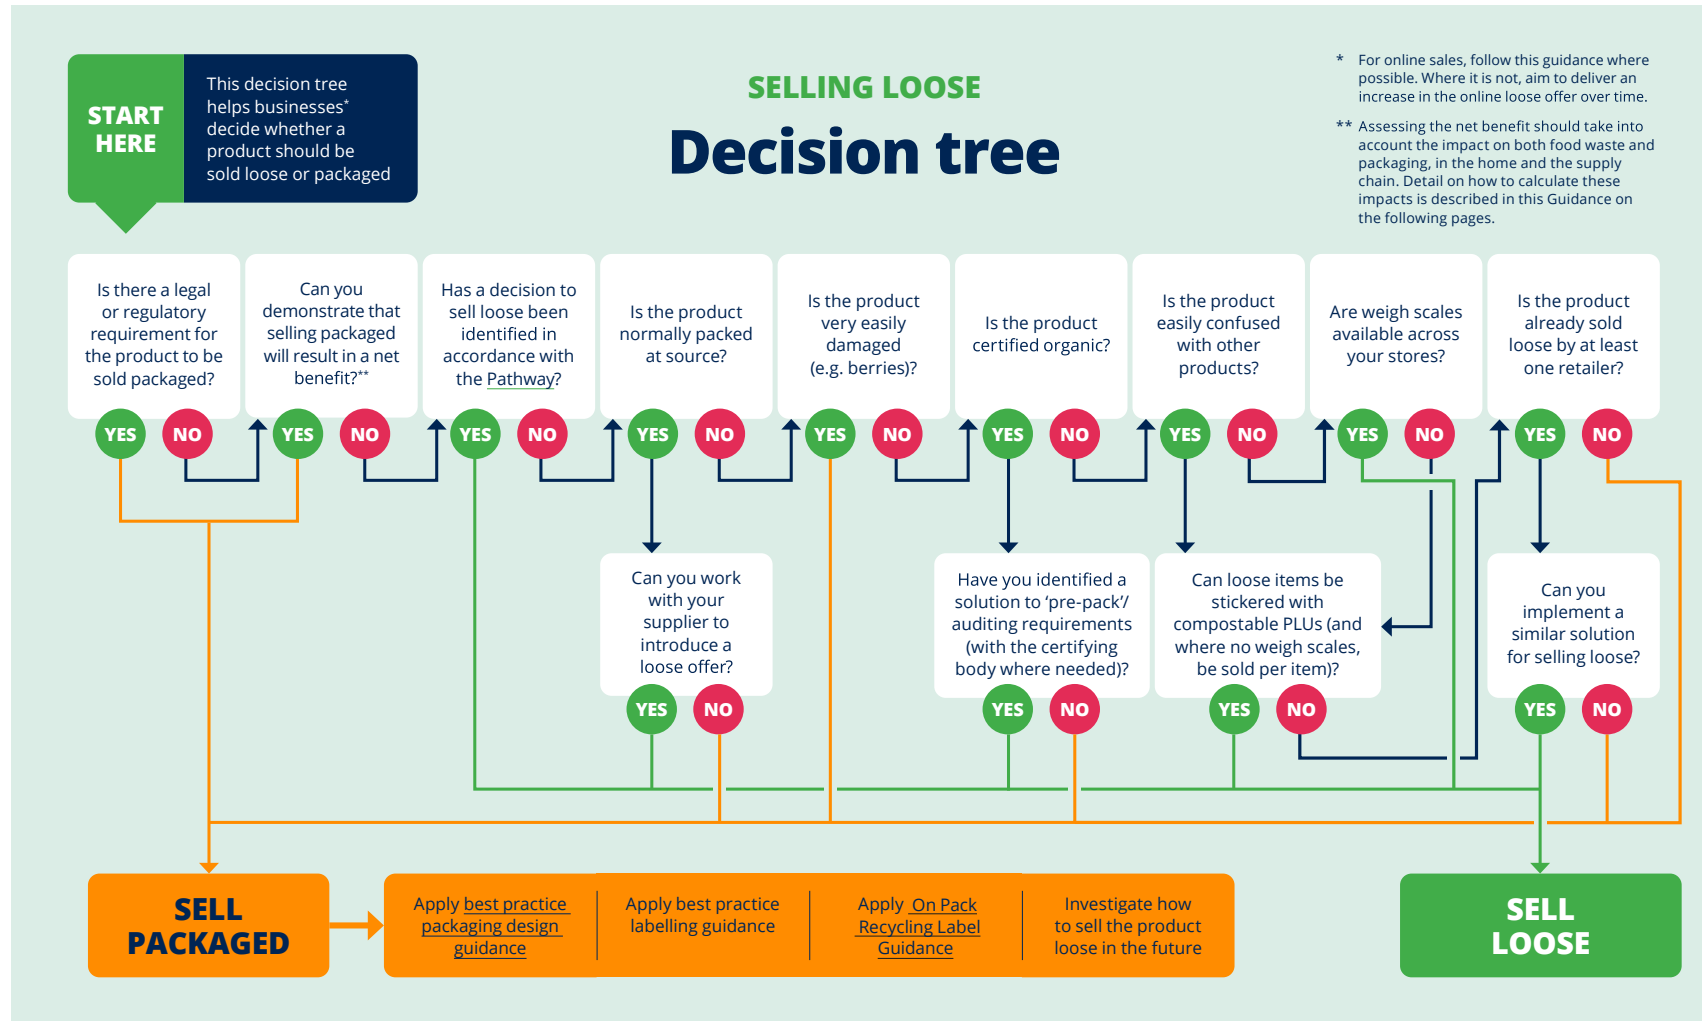 START
HERE
This decision tree
helps businesses*
decide whether a
product should be
sold loose or packaged
SELLING LOOSE
Decision tree
* For online sales, follow this guidance where
possible. Where it is not, aim to deliver an
increase in the online loose offer over time.
** Assessing the net benefit should take into
account the impact on both food waste and
packaging, in the home and the supply
chain. Detail on how to calculate these
impacts is described in this Guidance on
the following pages.
Is there a legal
or regulatory
requirement for
the product to be
sold packaged?
YES NO
Can you
demonstrate that
selling packaged
will result in a net
benefit?**
YES NO
Has a decision to
sell loose been
identified in
accordance with
the Pathway?
YES NO
Is the product
normally packed
at source?
YES NO
Is the product
very easily
damaged
(e.g. berries)?
YES NO
Is the product
certified organic?
YES NO
Is the product
easily confused
with other
products?
YES NO
Are weigh scales
available across
your stores?
YES NO
Is the product
already sold
loose by at least
one retailer?
YES NO
Can you work
with your
supplier to
introduce a
loose offer?
YES NO
Have you identified a
solution to ‘pre-pack’/
auditing requirements
(with the certifying
body where needed)?
YES NO
Can loose items be
stickered with
compostable PLUs (and
where no weigh scales,
be sold per item)?
YES NO
Can you
implement a
similar solution
for selling loose?
YES NO
SELL
PACKAGED
Apply best practice
packaging design
guidance
Apply best practice
labelling guidance
Apply On Pack
Recycling Label
Guidance
Investigate how
to sell the product
loose in the future
SELL
LOOSE